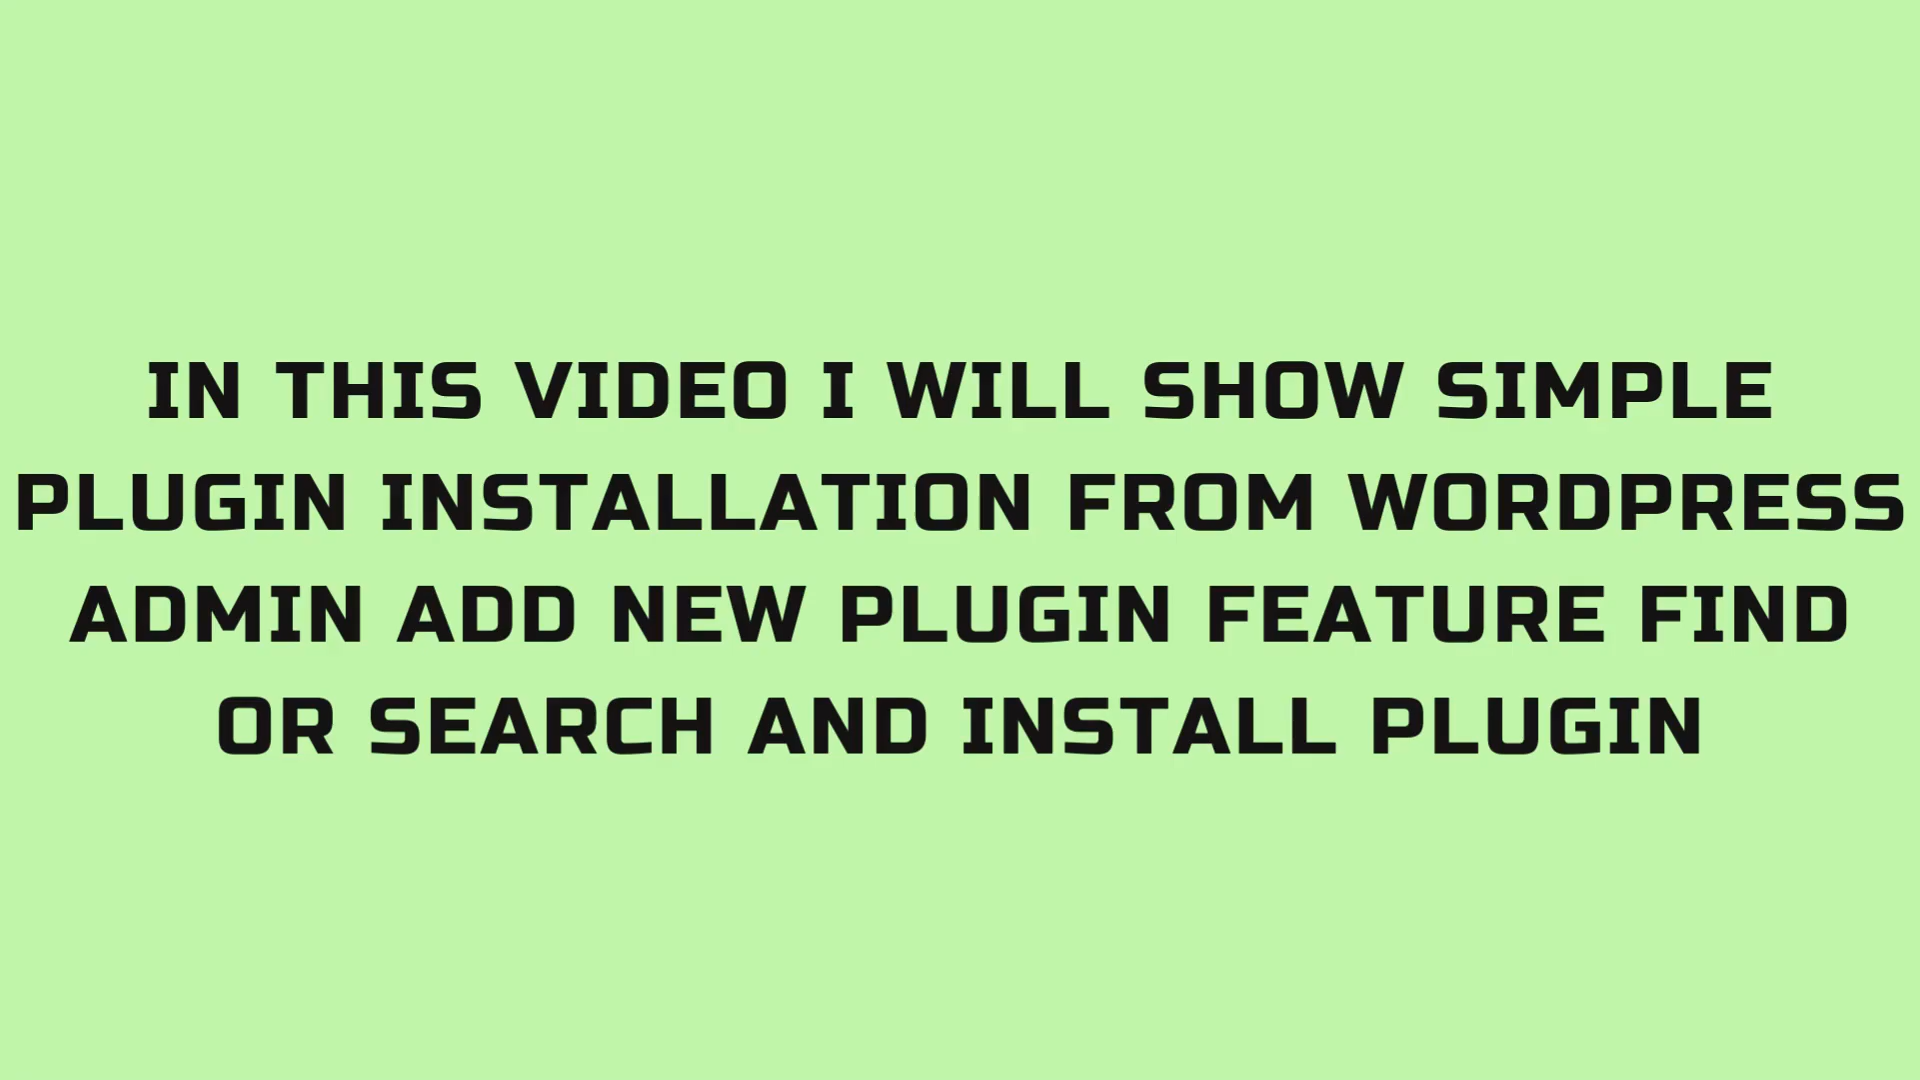 IN THIS VIDEO I WILL SHOW SIMPLE
PLUGIN INSTALLATION FROM WORDPRESS
ADMIN ADD NEW PLUGIN FEATURE FIND
OR SEARCH AND INSTALL PLUGIN